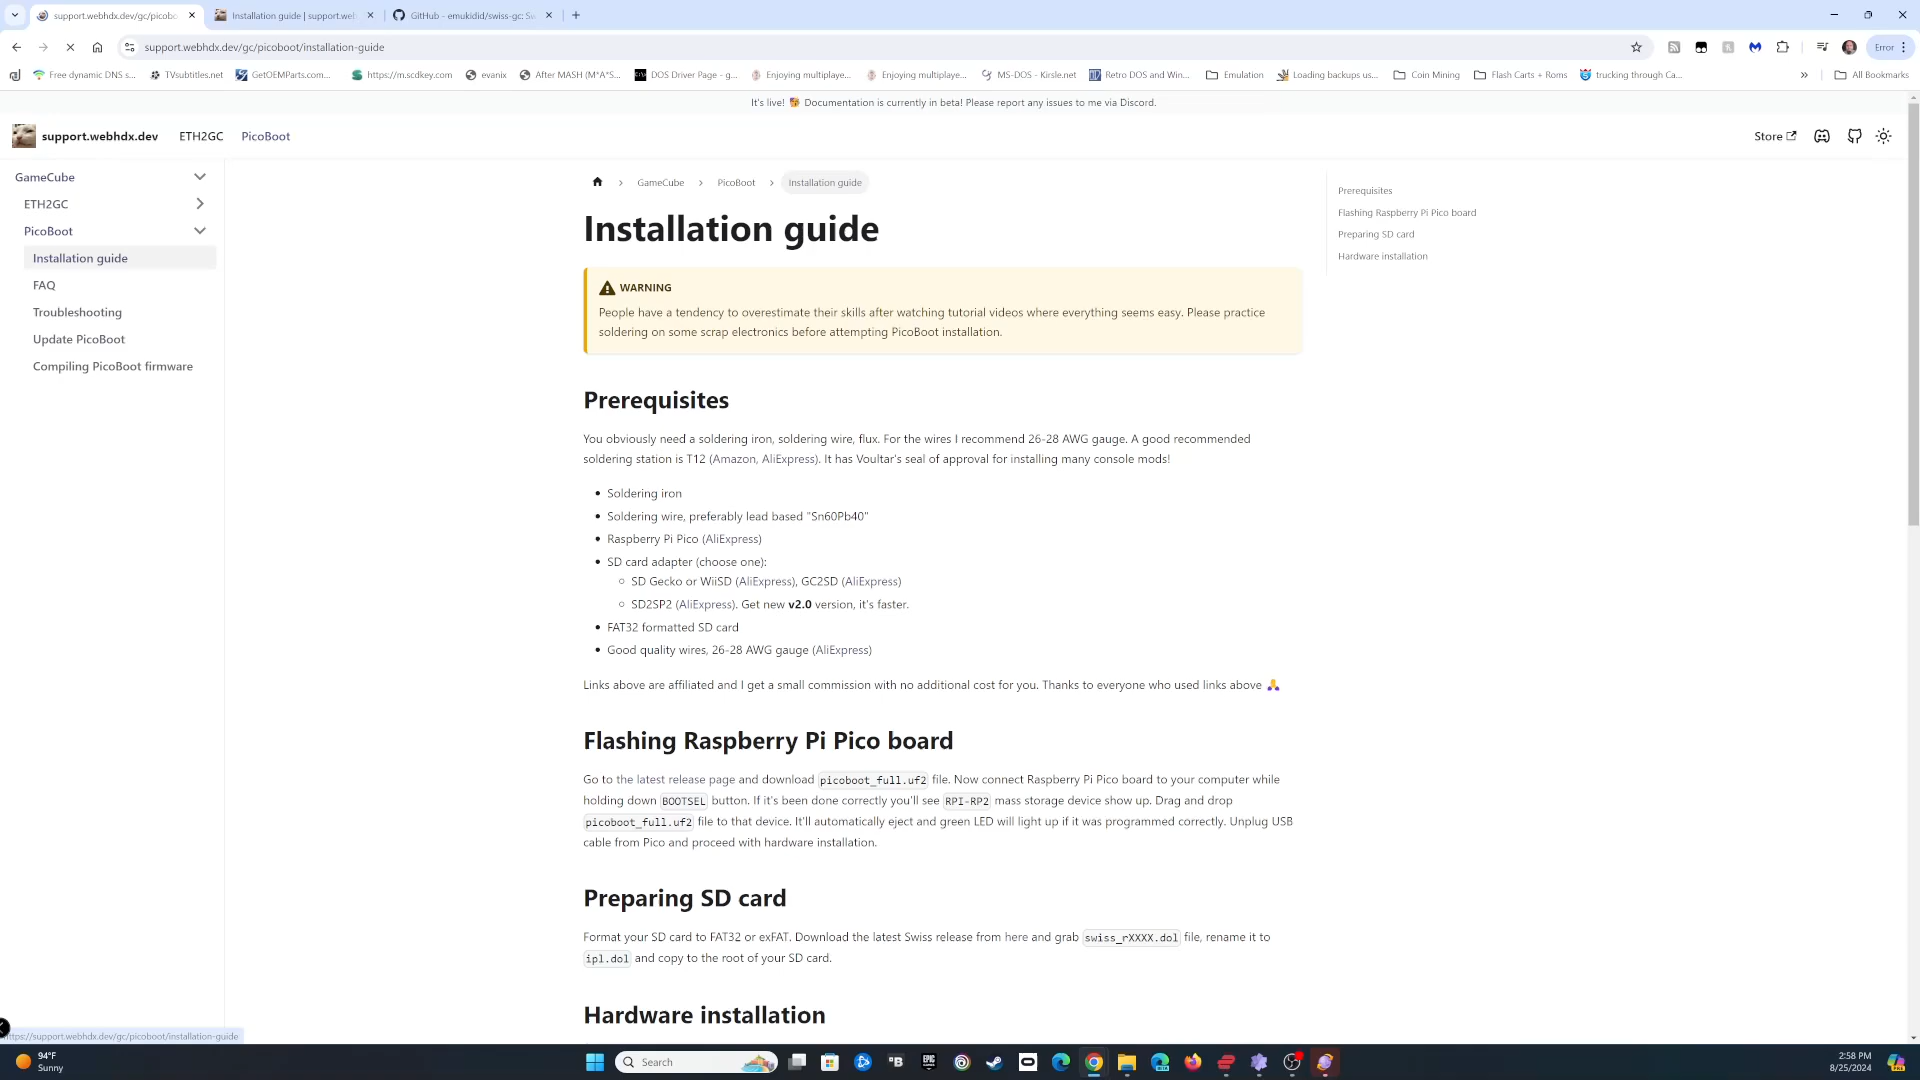 support.webhdx.dev/gc/picobo
Installation guide | support.web
GitHub - emukidid/swiss-gc: Sw
support.webhdx.dev/gc/picoboot/installation-guide
Error
Free dynamic DNS s...
TVsubtitles.net
GetOEMParts.com...
https://m.scdkey.com
evanix
After MASH (M*A*S...
DOS Driver Page - g...
Enjoying multiplaye...
Enjoying multiplaye...
MS-DOS - Kirsle.net
Retro DOS and Win...
Emulation
Loading backups us...
Coin Mining
Flash Carts + Roms
trucking through Ca...
All Bookmarks
It's live! 🎉 Documentation is currently in beta! Please report any issues to me via Discord.
support.webhdx.dev
ETH2GC
PicoBoot
Store
GameCube
ETH2GC
PicoBoot
Installation guide
FAQ
Troubleshooting
Update PicoBoot
Compiling PicoBoot firmware
GameCube > PicoBoot > Installation guide
Installation guide
WARNING
People have a tendency to overestimate their skills after watching tutorial videos where everything seems easy. Please practice
soldering on some scrap electronics before attempting PicoBoot installation.
Prerequisites
You obviously need a soldering iron, soldering wire, flux. For the wires I recommend 26-28 AWG gauge. A good recommended
soldering station is T12 (Amazon, AliExpress). It has Voultar's seal of approval for installing many console mods!
• Soldering iron
• Soldering wire, preferably lead based "Sn60Pb40"
• Raspberry Pi Pico (AliExpress)
• SD card adapter (choose one):
◦ SD Gecko or WiiSD (AliExpress), GC2SD (AliExpress)
◦ SD2SP2 (AliExpress). Get new v2.0 version, it's faster.
• FAT32 formatted SD card
• Good quality wires, 26-28 AWG gauge (AliExpress)
Links above are affiliated and I get a small commission with no additional cost for you. Thanks to everyone who used links above 🙏
Flashing Raspberry Pi Pico board
Go to the latest release page and download picoboot_full.uf2 file. Now connect Raspberry Pi Pico board to your computer while
holding down BOOTSEL button. If it's been done correctly you'll see RPI-RP2 mass storage device show up. Drag and drop
picoboot_full.uf2 file to that device. It'll automatically eject and green LED will light up if it was programmed correctly. Unplug USB
cable from Pico and proceed with hardware installation.
Preparing SD card
Format your SD card to FAT32 or exFAT. Download the latest Swiss release from here and grab swiss_rXXXX.dol file, rename it to
ipl.dol and copy to the root of your SD card.
Hardware installation
Prerequisites
Flashing Raspberry Pi Pico board
Preparing SD card
Hardware installation
https://support.webhdx.dev/gc/picoboot/installation-guide
94°F
Sunny
Search
2:58 PM
8/25/2024